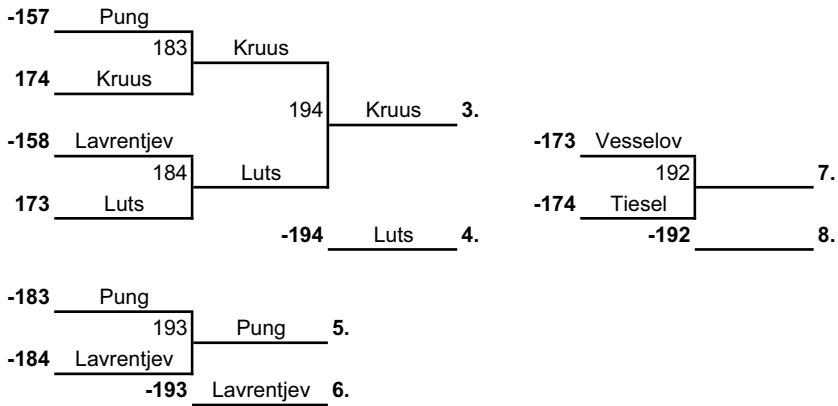 -157 Pung
183 Kruus
174 Kruus
194 Kruus 3.
-158 Lavrentjev
-173 Vesselov
184 Luts
192 7.
173 Luts
-174 Tiesel
-194 Luts 4.
-192 8.
-183 Pung
193 Pung 5.
-184 Lavrentjev
-193 Lavrentjev 6.